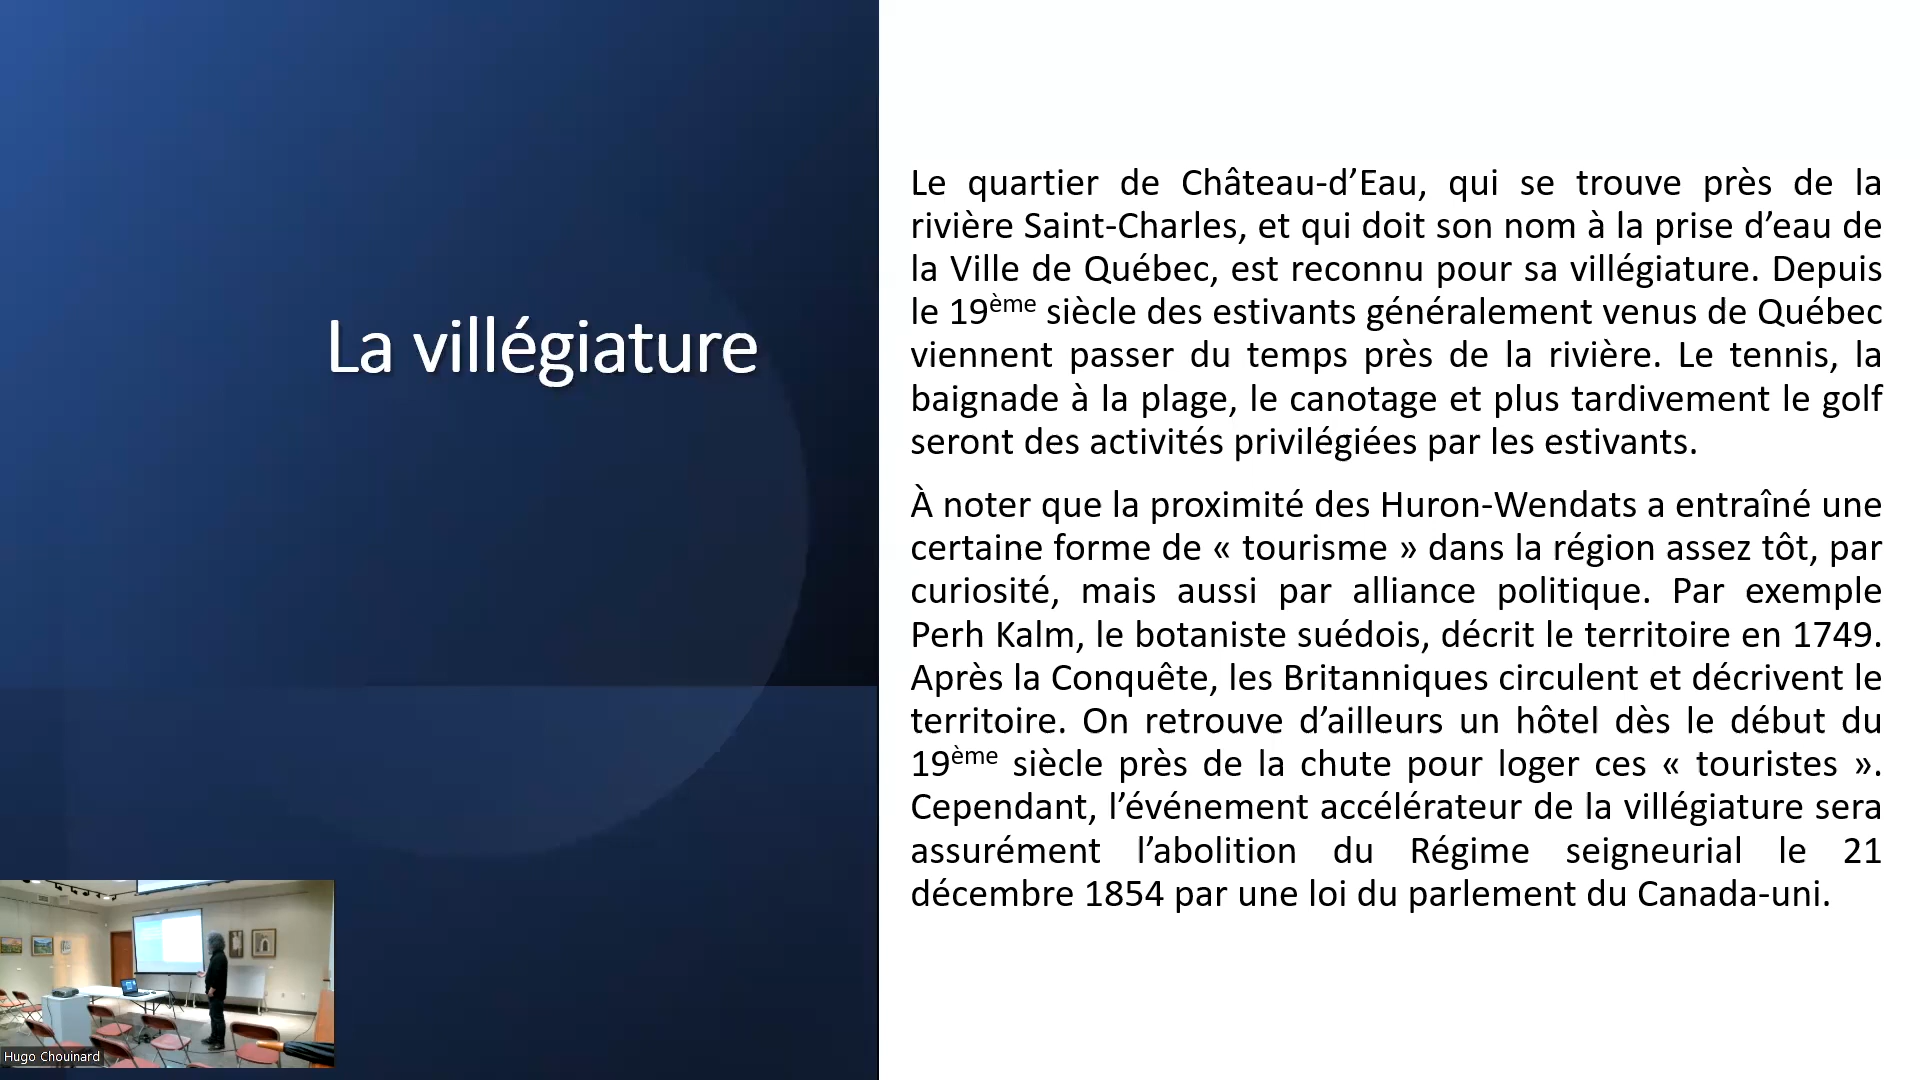 La villégiature
Le quartier de Château-d’Eau, qui se trouve près de la
rivière Saint-Charles, et qui doit son nom à la prise d’eau de
la Ville de Québec, est reconnu pour sa villégiature. Depuis
le 19ème siècle des estivants généralement venus de Québec
viennent passer du temps près de la rivière. Le tennis, la
baignade à la plage, le canotage et plus tardivement le golf
seront des activités privilégiées par les estivants.
À noter que la proximité des Huron-Wendats a entraîné une
certaine forme de « tourisme » dans la région assez tôt, par
curiosité, mais aussi par alliance politique. Par exemple
Perh Kalm, le botaniste suédois, décrit le territoire en 1749.
Après la Conquête, les Britanniques circulent et décrivent le
territoire. On retrouve d’ailleurs un hôtel dès le début du
19ème siècle près de la chute pour loger ces « touristes ».
Cependant, l’événement accélérateur de la villégiature sera
assurément l’abolition du Régime seigneurial le 21
décembre 1854 par une loi du parlement du Canada-uni.
Hugo Chouinard